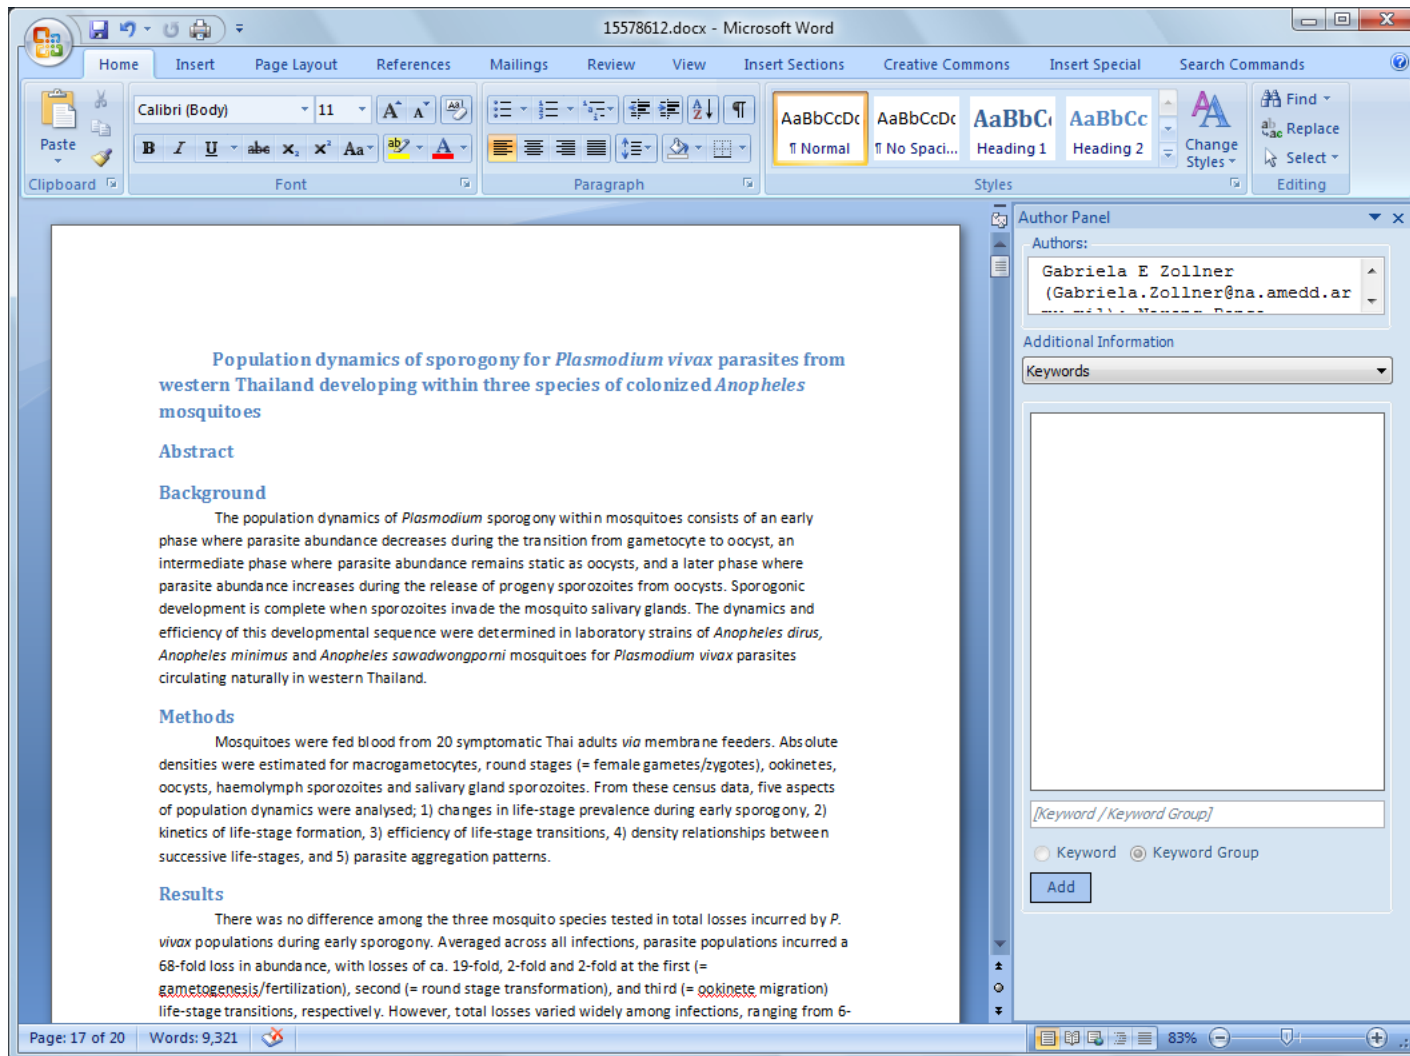 15578612.docx - Microsoft Word
Home Insert Page Layout References Mailings Review View Insert Sections Creative Commons Insert Special Search Commands
Calibri (Body) 11
Paste
Clipboard
Font
Paragraph
AaBbCcDc AaBbCcDc AaBbC AaBbCc
¶ Normal ¶ No Spaci... Heading 1 Heading 2
Change Styles
Styles
Find
Replace
Select
Editing
Population dynamics of sporogony for Plasmodium vivax parasites from
western Thailand developing within three species of colonized Anopheles
mosquitoes
Abstract
Background
The population dynamics of Plasmodium sporogony within mosquitoes consists of an early
phase where parasite abundance decreases during the transition from gametocyte to oocyst, an
intermediate phase where parasite abundance remains static as oocysts, and a later phase where
parasite abundance increases during the release of progeny sporozoites from oocysts. Sporogonic
development is complete when sporozoites invade the mosquito salivary glands. The dynamics and
efficiency of this developmental sequence were determined in laboratory strains of Anopheles dirus,
Anopheles minimus and Anopheles sawadwongporni mosquitoes for Plasmodium vivax parasites
circulating naturally in western Thailand.
Methods
Mosquitoes were fed blood from 20 symptomatic Thai adults via membrane feeders. Absolute
densities were estimated for macrogametocytes, round stages (= female gametes/zygotes), ookinetes,
oocysts, haemolymph sporozoites and salivary gland sporozoites. From these census data, five aspects
of population dynamics were analysed; 1) changes in life-stage prevalence during early sporogony, 2)
kinetics of life-stage formation, 3) efficiency of life-stage transitions, 4) density relationships between
successive life-stages, and 5) parasite aggregation patterns.
Results
There was no difference among the three mosquito species tested in total losses incurred by P.
vivax populations during early sporogony. Averaged across all infections, parasite populations incurred a
68-fold loss in abundance, with losses of ca. 19-fold, 2-fold and 2-fold at the first (=
gametogenesis/fertilization), second (= round stage transformation), and third (= ookinete migration)
life-stage transitions, respectively. However, total losses varied widely among infections, ranging from 6-
Author Panel
Authors:
Gabriela E Zollner
(Gabriela.Zollner@na.amedd.ar
Additional Information
Keywords
[Keyword / Keyword Group]
Keyword Keyword Group
Add
Page: 17 of 20 Words: 9,321 83%